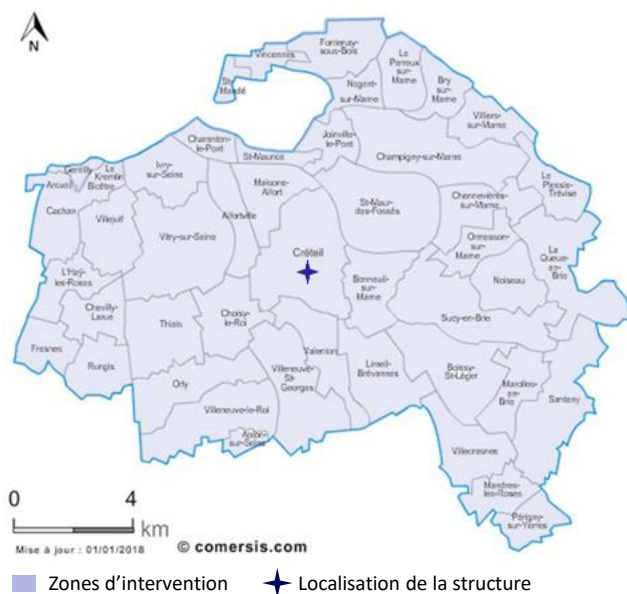 N
Fontenay-
sous-Bois
Le
Perreux
sur
Marne
Vincennes
St-
Mandé
Nogent-
sur-Marne
Bry
sur
Marne
Villiers-
sur-Marne
Joinville-
le-Pont
Charenton-
le-Pont
St-Maurice
Champigny-sur-Marne
Gentilly
Le
Kremlin
Bicêtre
Ivry-
sur-Seine
Arcueil
Maisons-
Alfort
Le Plessis-
Trévise
Cachan
Villejuif
Alfortville
St-Maur-
des-Fossés
Chennevières-
sur-Marne
Vitry-sur-Seine
Ormesson-
sur-
Marne
La
Queue-
en-
Brie
Créteil
L'Haÿ-
les-Roses
Bonneuil-
sur-
Marne
Noiseau
Chevilly-
Larue
Thiais
Choisy-
le-Roi
Sucy-en-Brie
Fresnes
Rungis
Valenton
Limeil-
Brévannes
Boissy-
St-Léger
Villeneuve-
St-
Georges
Orly
Marolles-
en-
Brie
Santeny
Villeneuve-le-Roi
Ablon-
sur-Seine
Villecresnes
Mandres-
les-Roses
Périgny-
sur-Yerres
0 4
km
Mise à jour : 01/01/2018 © comersis.com
Zones d’intervention Localisation de la structure